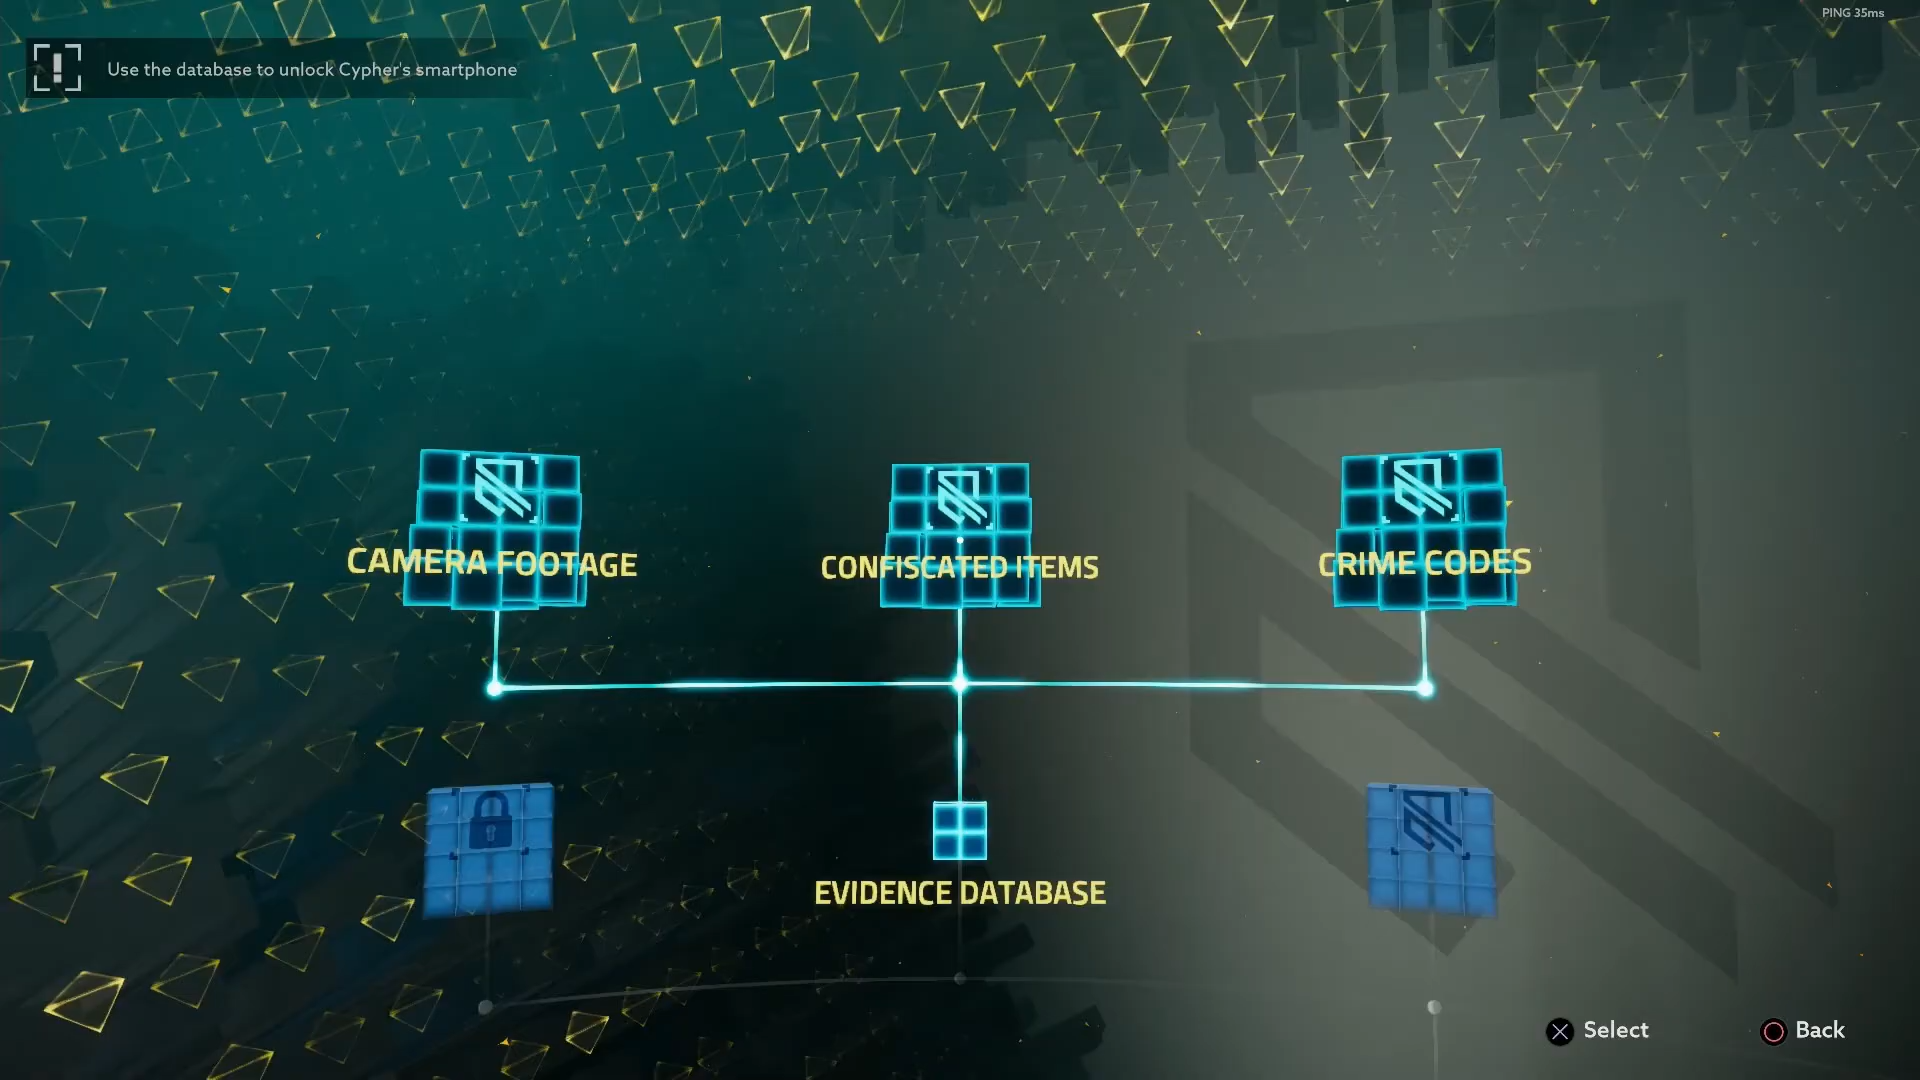 PING 35ms
Use the database to unlock Cypher's smartphone
CAMERA FOOTAGE
CONFISCATED ITEMS
CRIME CODES
EVIDENCE DATABASE
Select
Back